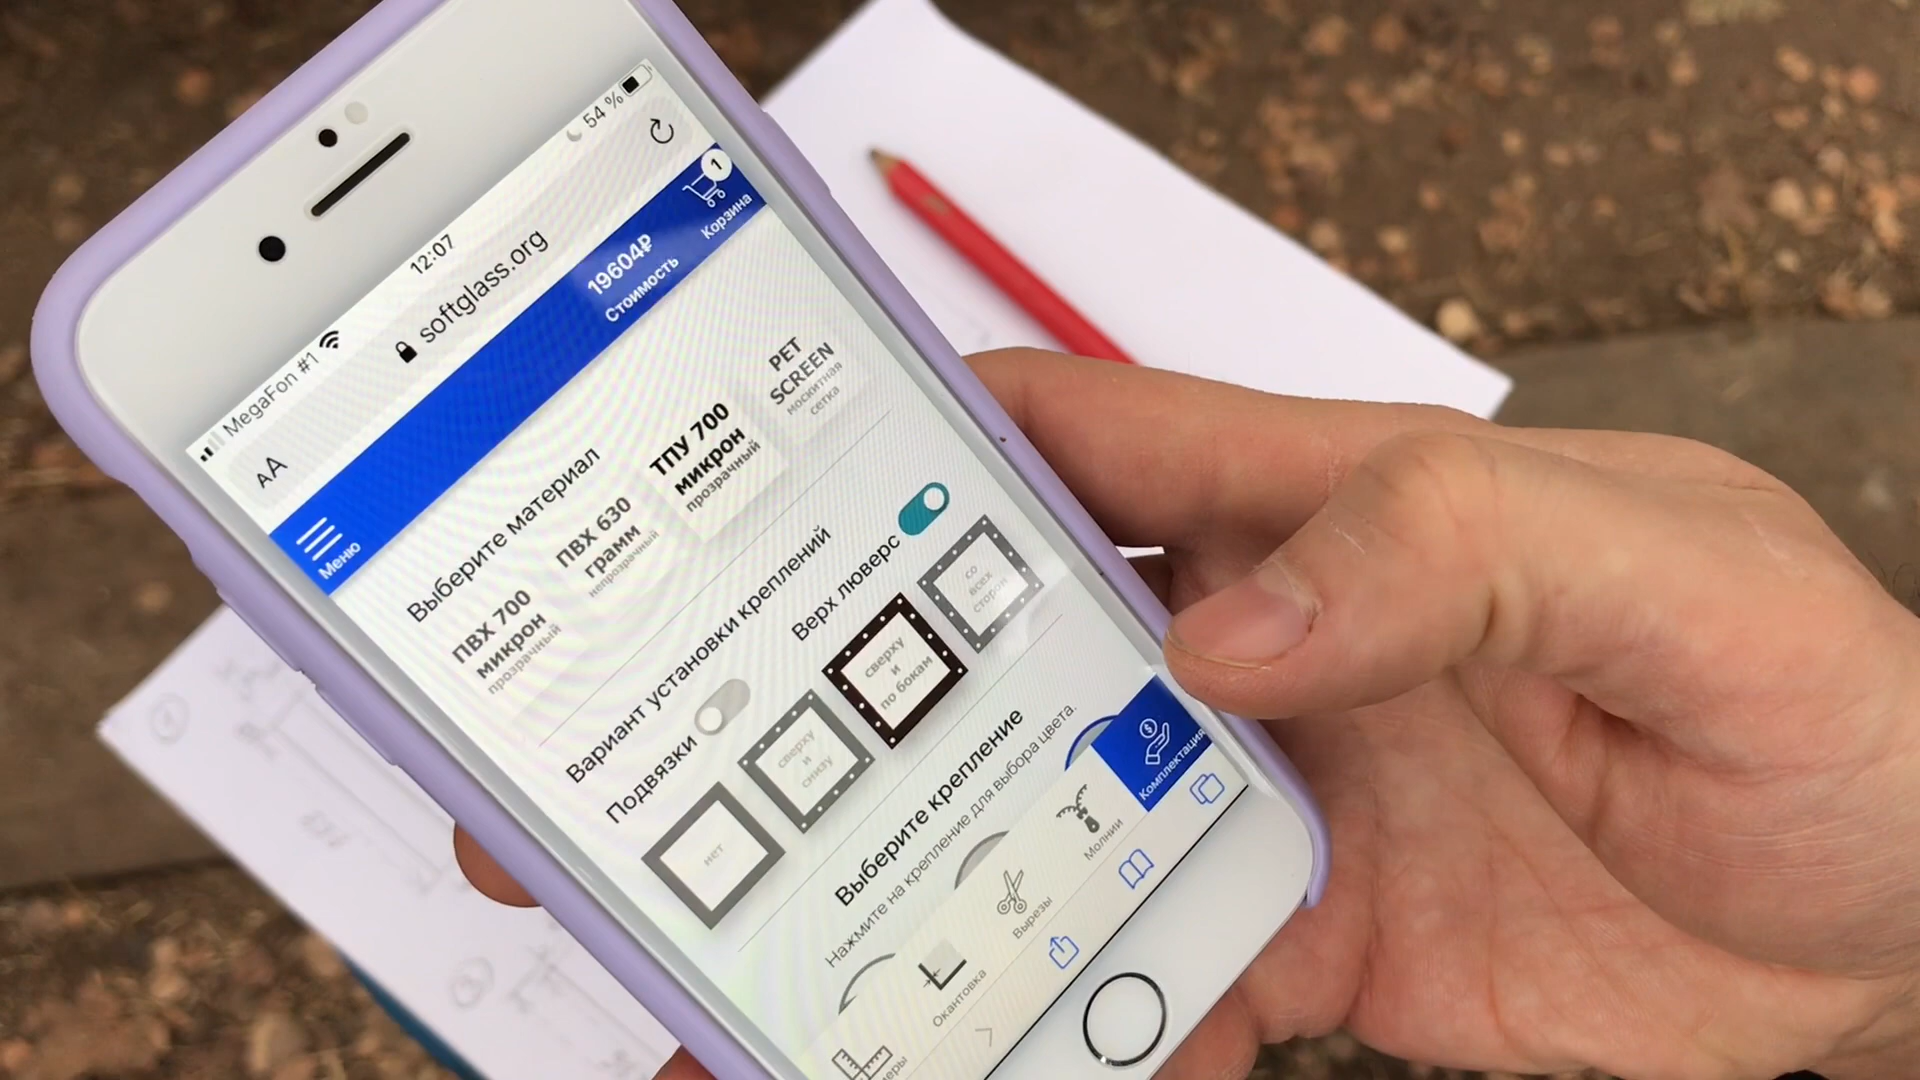 MegaFon #1
12:07
54 %
AA
softglass.org
Меню
19604₽
Стоимость
1
Корзина
Выберите материал
ПВХ 700
микрон
прозрачный
ПВХ 630
грамм
непрозрачный
ТПУ 700
микрон
прозрачный
PET
SCREEN
москитная
сетка
Вариант установки креплений
Подвязки
Верх люверс
нет
сверху
и
снизу
сверху
и
по бокам
со
всех
сторон
Выберите крепление
Нажмите на крепление для выбора цвета.
Окантовка
Вырезы
Молнии
Комплектация